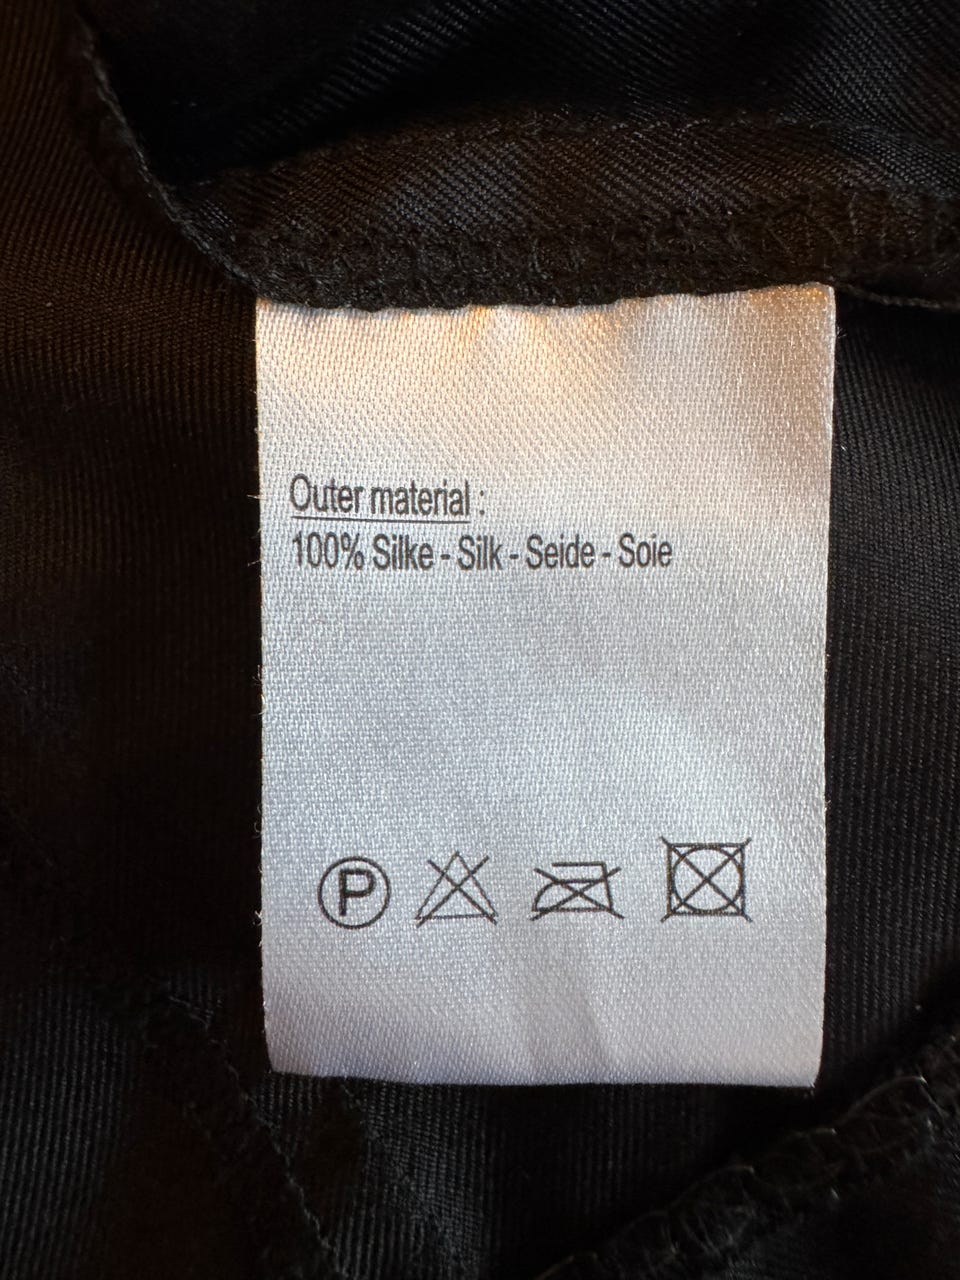 Outer material :
100% Silke - Silk - Seide - Soie
P